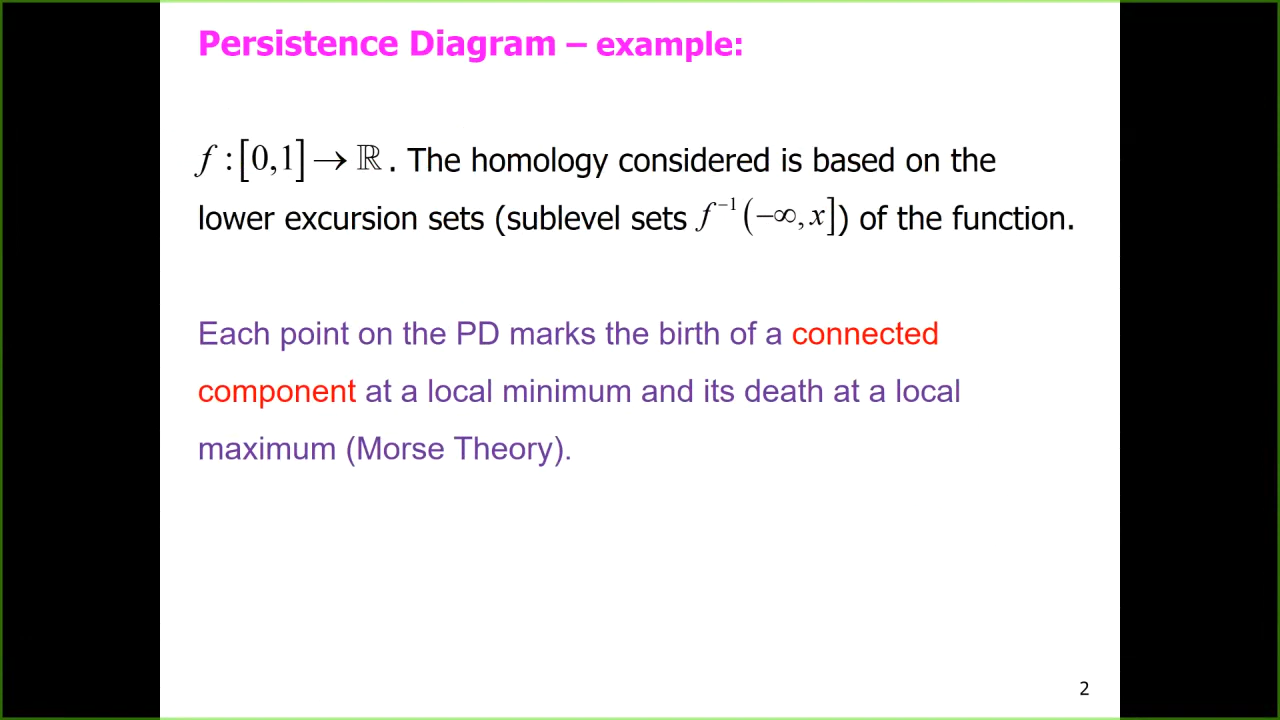 Persistence Diagram – example:
f : [0,1] → ℝ . The homology considered is based on the
lower excursion sets (sublevel sets f⁻¹(−∞, x]) of the function.
Each point on the PD marks the birth of a connected
component at a local minimum and its death at a local
maximum (Morse Theory).
2